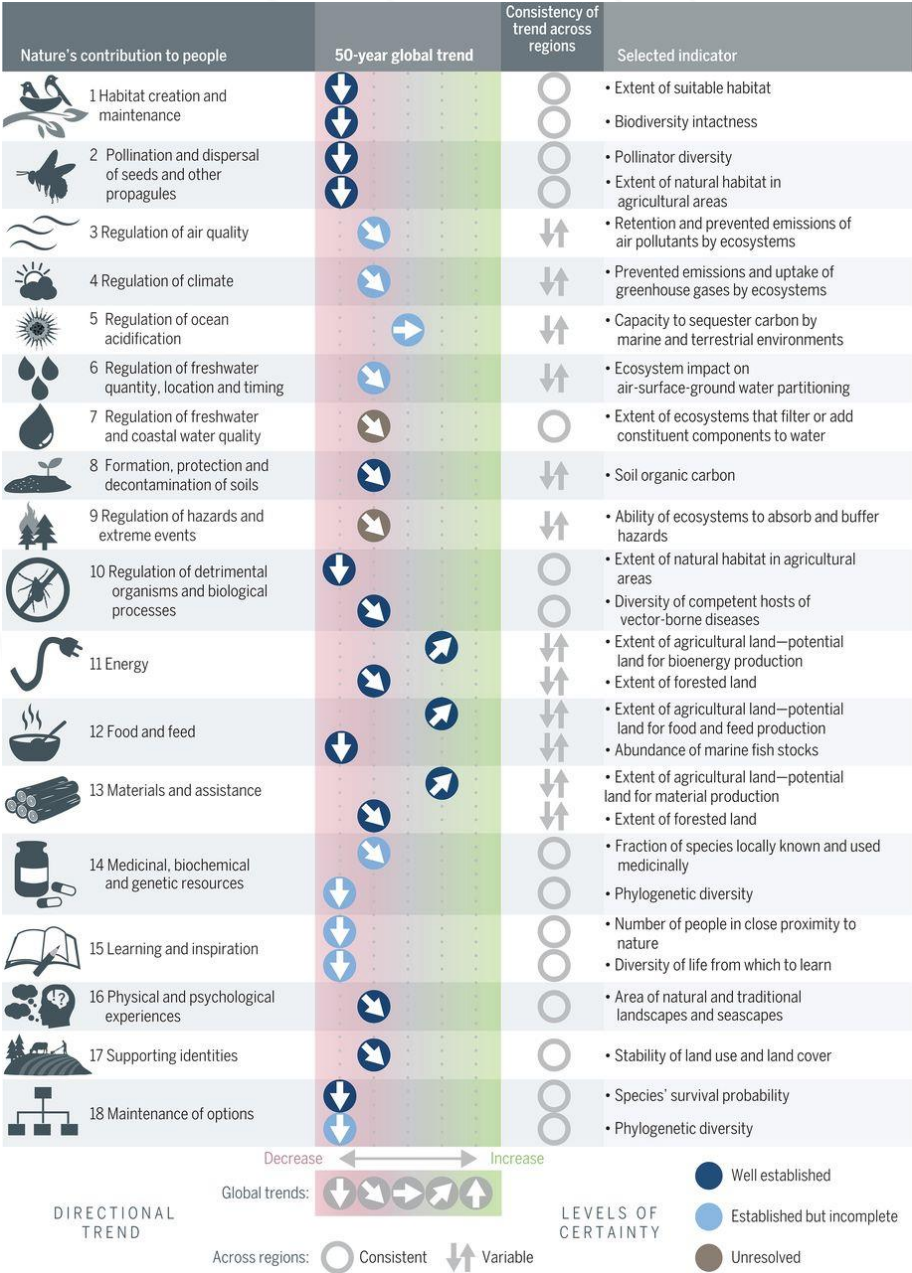 Nature's contribution to people
50-year global trend
Consistency of
trend across
regions
Selected indicator
1 Habitat creation and
maintenance
• Extent of suitable habitat
• Biodiversity intactness
2 Pollination and dispersal
of seeds and other
propagules
• Pollinator diversity
• Extent of natural habitat in
agricultural areas
3 Regulation of air quality
• Retention and prevented emissions of
air pollutants by ecosystems
4 Regulation of climate
• Prevented emissions and uptake of
greenhouse gases by ecosystems
5 Regulation of ocean
acidification
• Capacity to sequester carbon by
marine and terrestrial environments
6 Regulation of freshwater
quantity, location and timing
• Ecosystem impact on
air-surface-ground water partitioning
7 Regulation of freshwater
and coastal water quality
• Extent of ecosystems that filter or add
constituent components to water
8 Formation, protection and
decontamination of soils
• Soil organic carbon
9 Regulation of hazards and
extreme events
• Ability of ecosystems to absorb and buffer
hazards
10 Regulation of detrimental
organisms and biological
processes
• Extent of natural habitat in agricultural
areas
• Diversity of competent hosts of
vector-borne diseases
11 Energy
• Extent of agricultural land—potential
land for bioenergy production
• Extent of forested land
12 Food and feed
• Extent of agricultural land—potential
land for food and feed production
• Abundance of marine fish stocks
13 Materials and assistance
• Extent of agricultural land—potential
land for material production
• Extent of forested land
14 Medicinal, biochemical
and genetic resources
• Fraction of species locally known and used
medicinally
• Phylogenetic diversity
15 Learning and inspiration
• Number of people in close proximity to
nature
• Diversity of life from which to learn
16 Physical and psychological
experiences
!?
• Area of natural and traditional
landscapes and seascapes
17 Supporting identities
• Stability of land use and land cover
18 Maintenance of options
• Species' survival probability
• Phylogenetic diversity
Decrease
Increase
Global trends:
DIRECTIONAL
TREND
Across regions:
Consistent
Variable
LEVELS OF
CERTAINTY
Well established
Established but incomplete
Unresolved